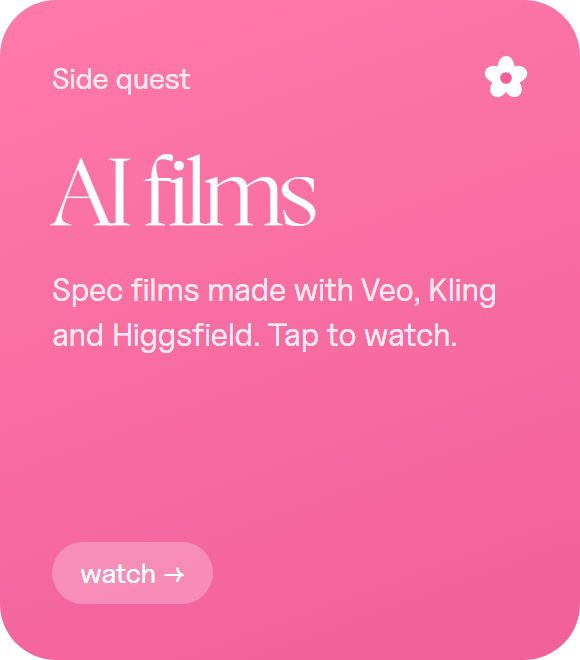 Side quest
AI films
Spec films made with Veo, Kling
and Higgsfield. Tap to watch.
watch →